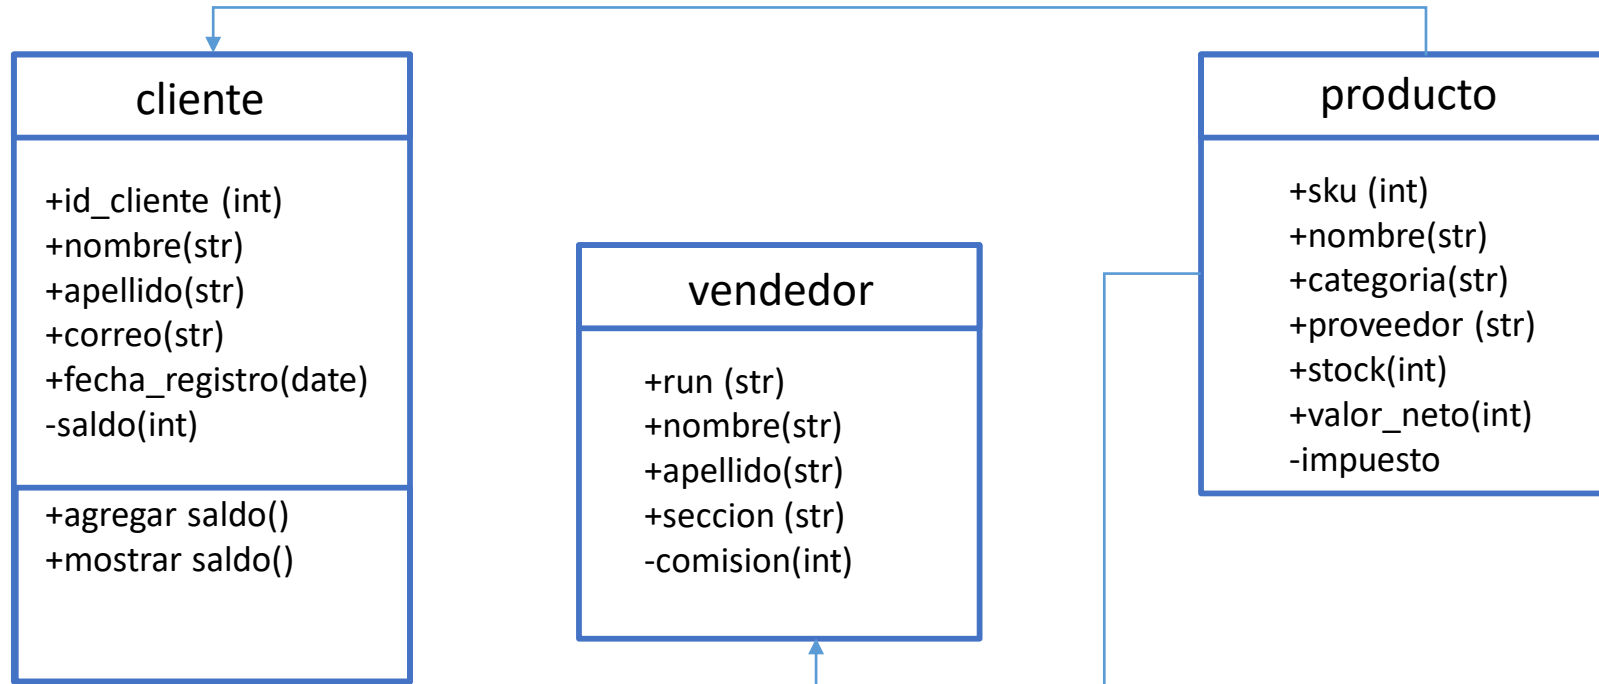 cliente
+id_cliente (int)
+nombre(str)
+apellido(str)
+correo(str)
+fecha_registro(date)
-saldo(int)
+agregar saldo()
+mostrar saldo()
vendedor
+run (str)
+nombre(str)
+apellido(str)
+seccion (str)
-comision(int)
producto
+sku (int)
+nombre(str)
+categoria(str)
+proveedor (str)
+stock(int)
+valor_neto(int)
-impuesto